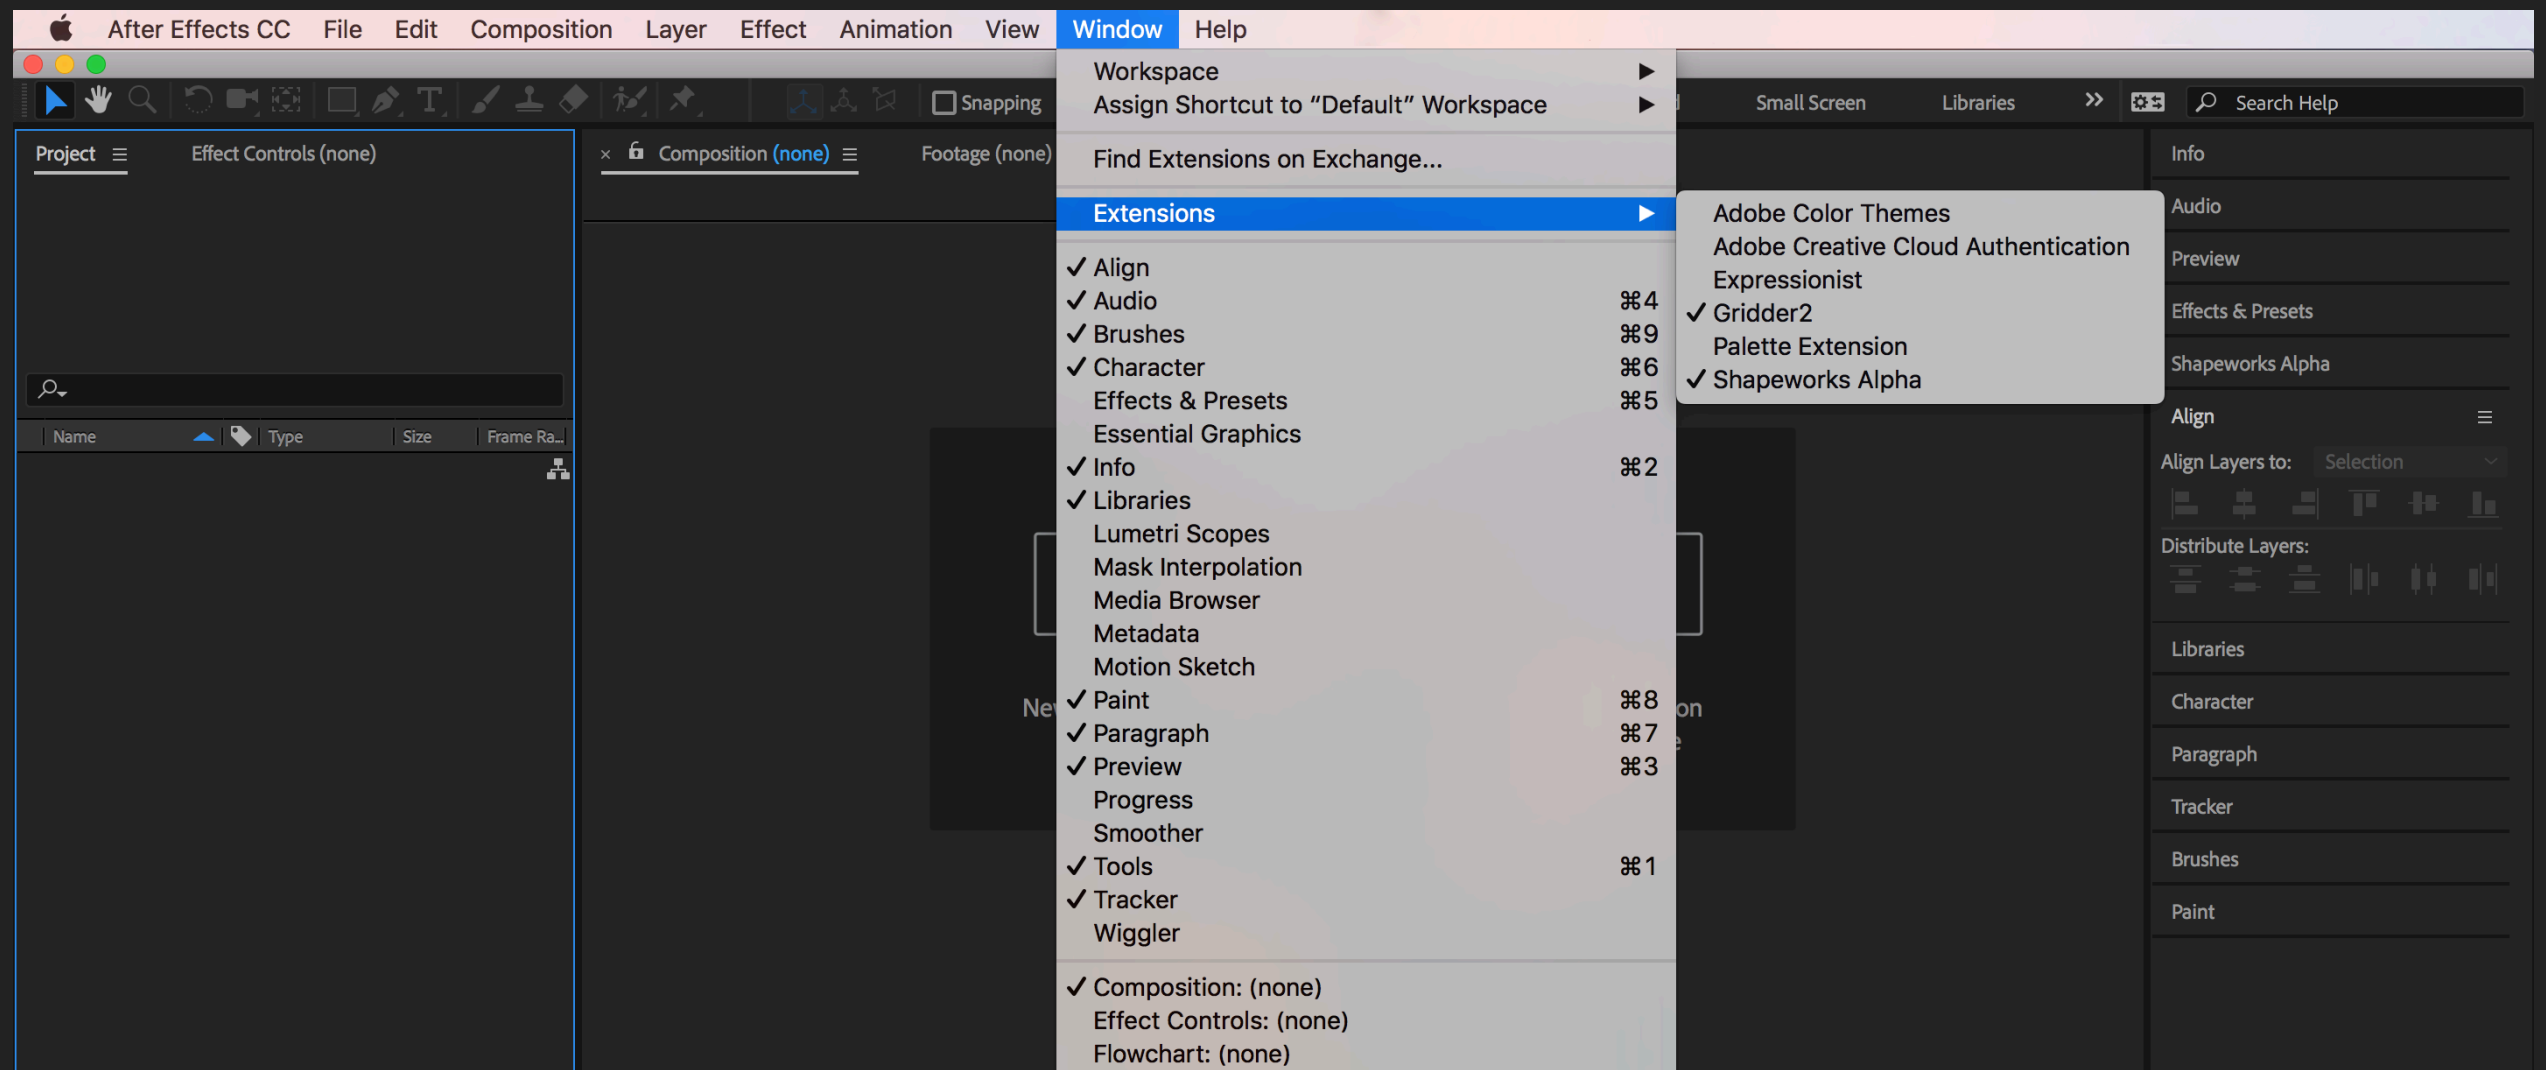 After Effects CC File Edit Composition Layer Effect Animation View Window Help
Snapping
Small Screen Libraries
Search Help
Project
Effect Controls (none)
Composition (none)
Footage (none)
Name Type Size Frame Ra...
Workspace
Assign Shortcut to “Default” Workspace
Find Extensions on Exchange...
Extensions
Align
Audio ⌘4
Brushes ⌘9
Character ⌘6
Effects & Presets ⌘5
Essential Graphics
Info ⌘2
Libraries
Lumetri Scopes
Mask Interpolation
Media Browser
Metadata
Motion Sketch
Paint ⌘8
Paragraph ⌘7
Preview ⌘3
Progress
Smoother
Tools ⌘1
Tracker
Wiggler
Composition: (none)
Effect Controls: (none)
Flowchart: (none)
Adobe Color Themes
Adobe Creative Cloud Authentication
Expressionist
Gridder2
Palette Extension
Shapeworks Alpha
Info
Audio
Preview
Effects & Presets
Shapeworks Alpha
Align
Align Layers to: Selection
Distribute Layers:
Libraries
Character
Paragraph
Tracker
Brushes
Paint